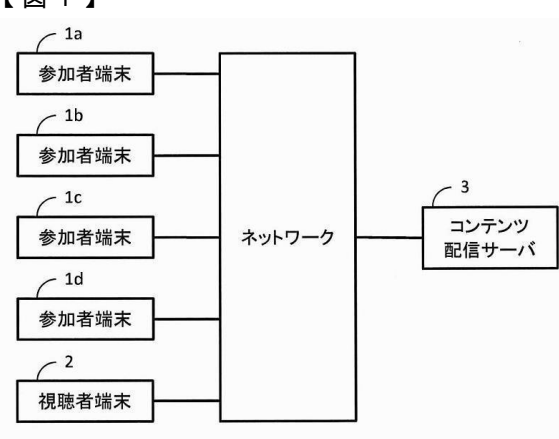 【図1】
1a
参加者端末
1b
参加者端末
1c
参加者端末
1d
参加者端末
2
視聴者端末
ネットワーク
3
コンテンツ
配信サーバ